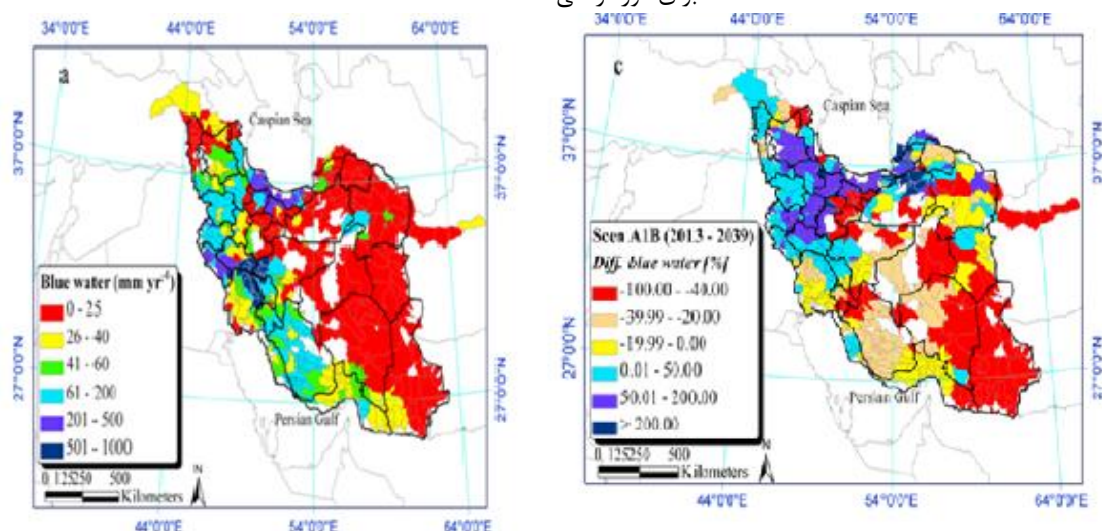 34°0'0"E 44°0'0"E 54°0'0"E 64°0'0"E
a
Caspian Sea
37°0'0"N
37°0'0"N
27°0'0"N
27°0'0"N
Blue water (mm yr⁻¹)
0 - 25
26 - 40
41 - 60
61 - 200
201 - 500
501 - 1000
Persian Gulf
N
0 125250 500
Kilometers
44°0'0"E 54°0'0"E 64°0'0"E
34°0'0"E 44°0'0"E 54°0'0"E 64°0'0"E
c
Caspian Sea
37°0'0"N
37°0'0"N
27°0'0"N
27°0'0"N
Scen A1B (2013 - 2039)
Diff. blue water [%]
-100.00 - -40.00
-39.99 - -20.00
-19.99 - 0.00
0.01 - 50.00
50.01 - 200.00
> 200.00
Persian Gulf
N
0 125250 500
Kilometers
44°0'0"E 54°0'0"E 64°0'0"E